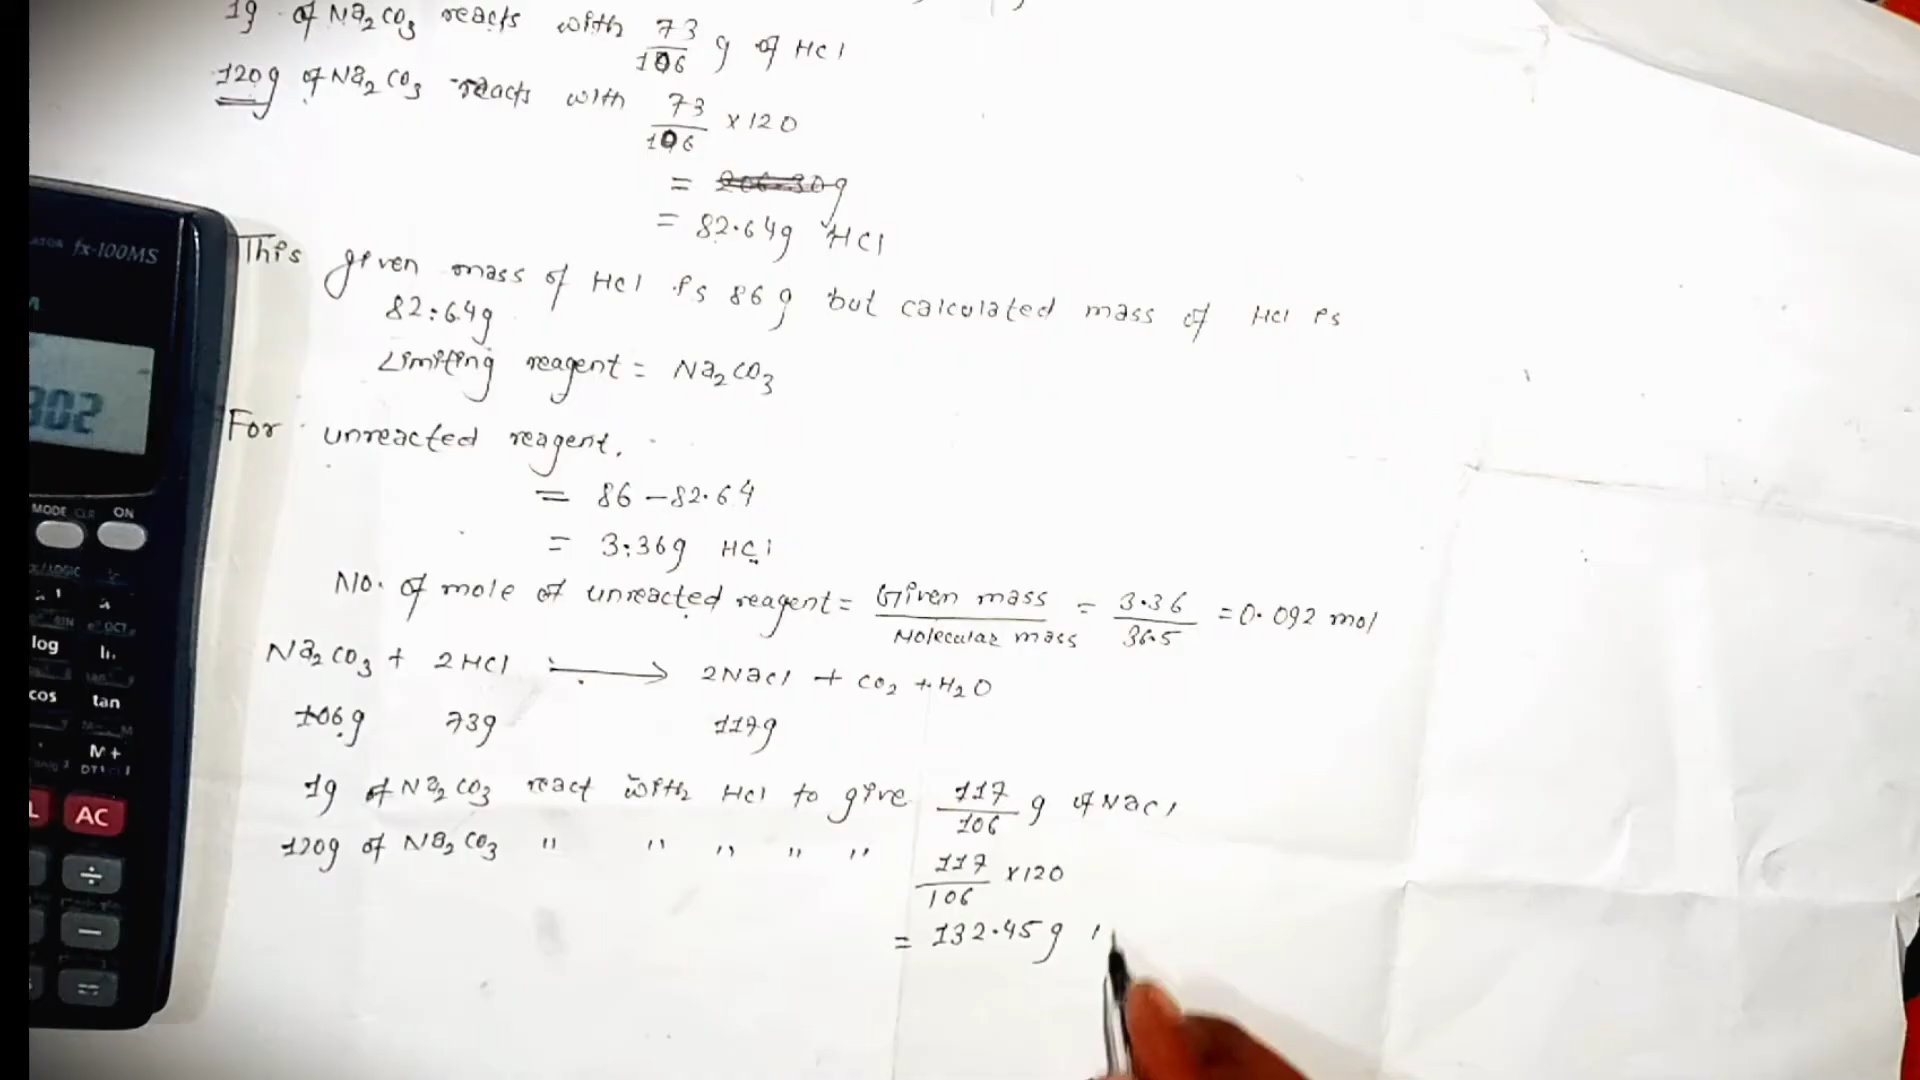 1g of Na2CO3 reacts with 73/106 g of HCl
120g of Na2CO3 reacts with 73/106 x120
= 82.64g HCl
This given mass of HCl is 86g but calculated mass of HCl is
82.64g
Limiting reagent = Na2CO3
For unreacted reagent.
= 86 - 82.64
= 3.36g HCl
No. of mole of unreacted reagent = Given mass/Molecular mass = 3.36/36.5 = 0.092 mol
Na2CO3 + 2HCl → 2NaCl + CO2 + H2O
106g 73g 117g
1g of Na2CO3 react with HCl to give 117/106 g of NaCl
120g of Na2CO3 " " " " " 117/106 x120
= 132.45g
fx-100MS
302
MODE CLR ON
log
cos tan
M+
AC
÷
−
=